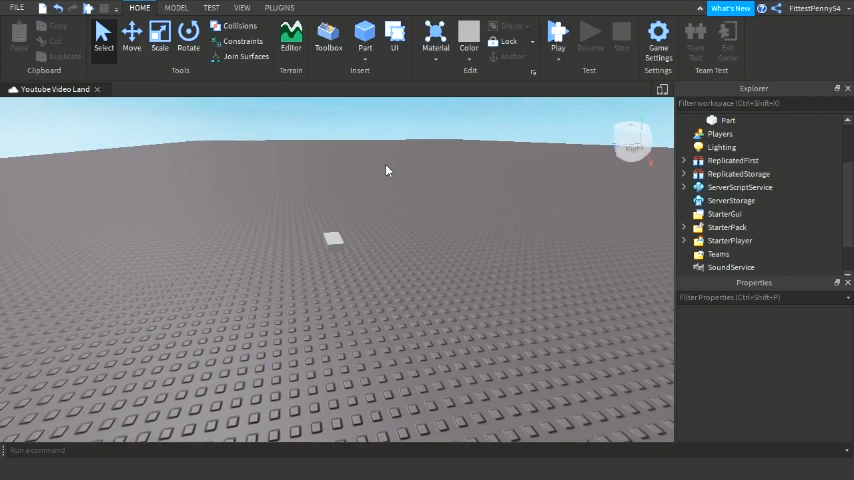 FILE HOME MODEL TEST VIEW PLUGINS What's New FittestPenny54
Paste Copy Cut Duplicate
Select Move Scale Rotate
Collisions
Constraints
Join Surfaces
Editor Toolbox Part UI
Material Color
Group
Lock
Anchor
Play Resume Stop
Game Settings
Team Test
Exit Game
Clipboard Tools Terrain Insert Edit Test Settings Team Test
Youtube Video Land
Explorer
Filter workspace (Ctrl+Shift+X)
Part
Players
Lighting
ReplicatedFirst
ReplicatedStorage
ServerScriptService
ServerStorage
StarterGui
StarterPack
StarterPlayer
Teams
SoundService
Right
Properties
Filter Properties (Ctrl+Shift+P)
Run a command